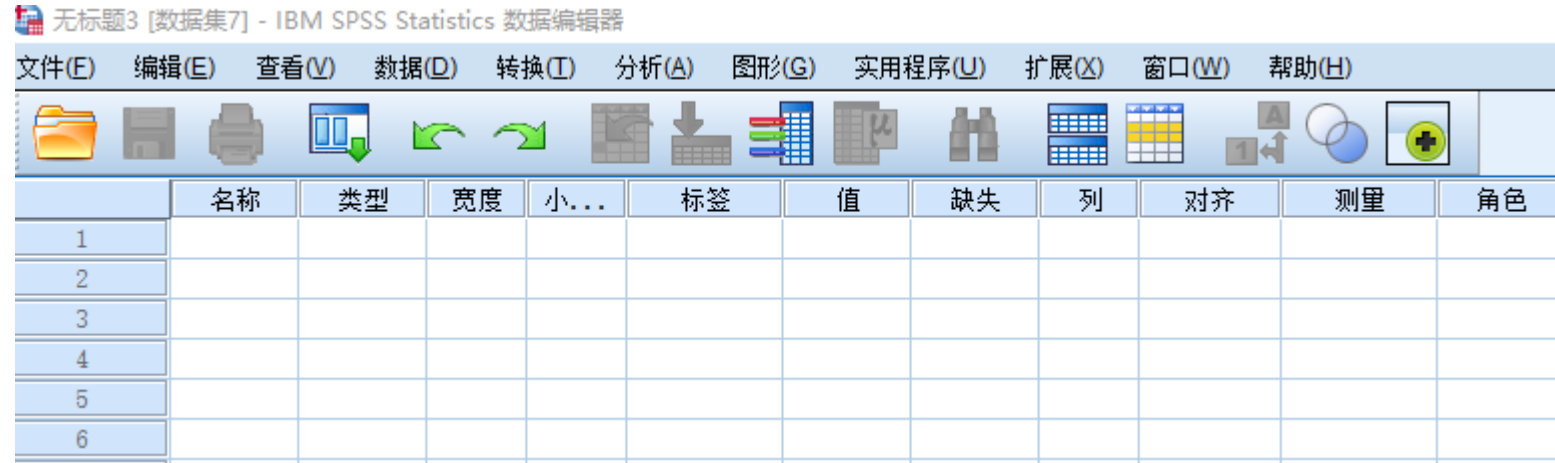 无标题3 [数据集7] - IBM SPSS Statistics 数据编辑器
文件(F) 编辑(E) 查看(V) 数据(D) 转换(T) 分析(A) 图形(G) 实用程序(U) 扩展(X) 窗口(W) 帮助(H)
μ A 1
名称 类型 宽度 小... 标签 值 缺失 列 对齐 测量 角色
1
2
3
4
5
6